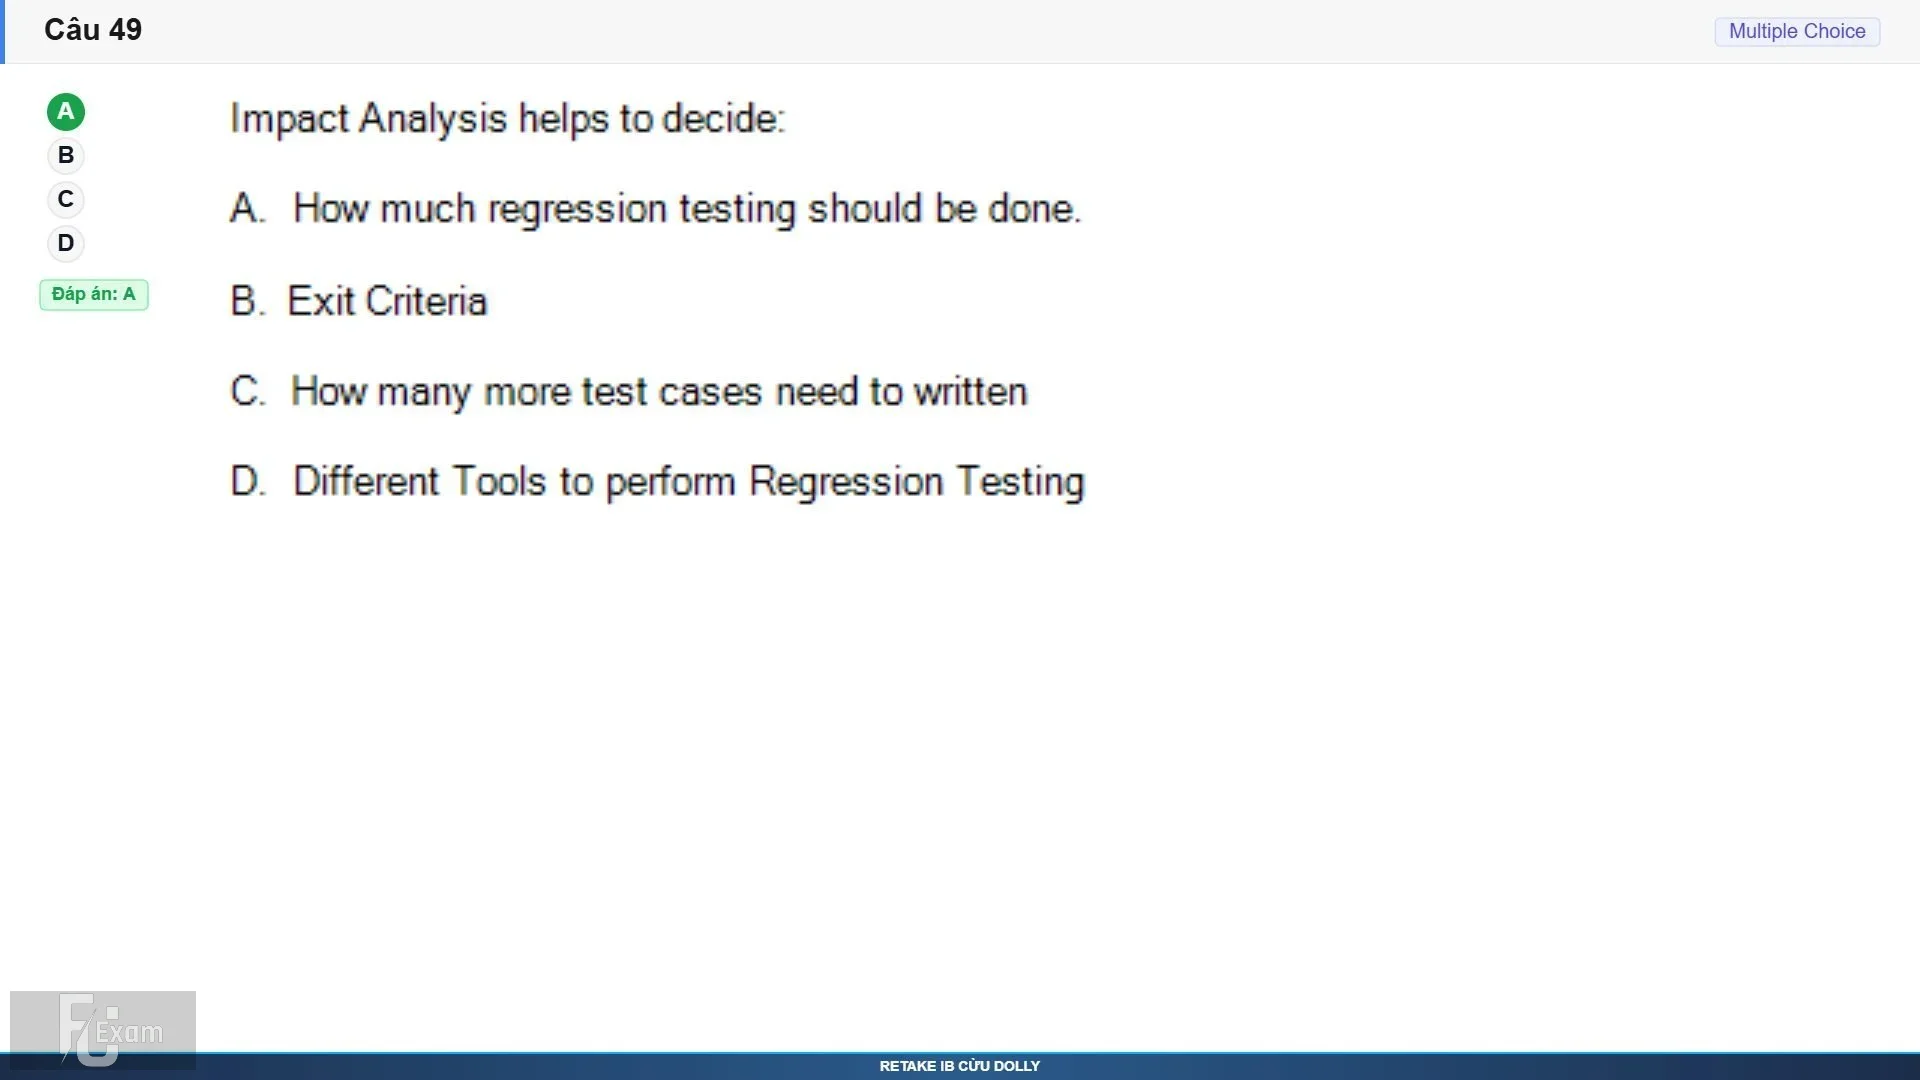 Câu 49
Multiple Choice
A
B
C
D
Đáp án: A
Impact Analysis helps to decide:
A. How much regression testing should be done.
B. Exit Criteria
C. How many more test cases need to written
D. Different Tools to perform Regression Testing
FU Exam
RETAKE IB CỪU DOLLY